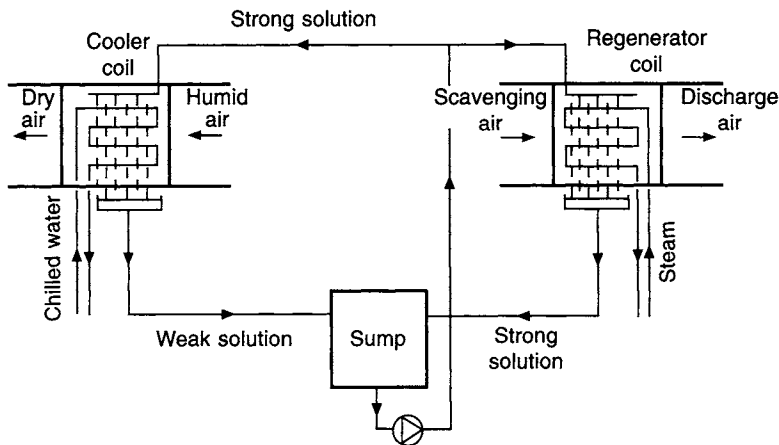 Strong solution
Cooler
coil
Regenerator
coil
Dry
air
Humid
air
Scavenging
air
Discharge
air
Chilled water
Steam
Weak solution
Sump
Strong
solution